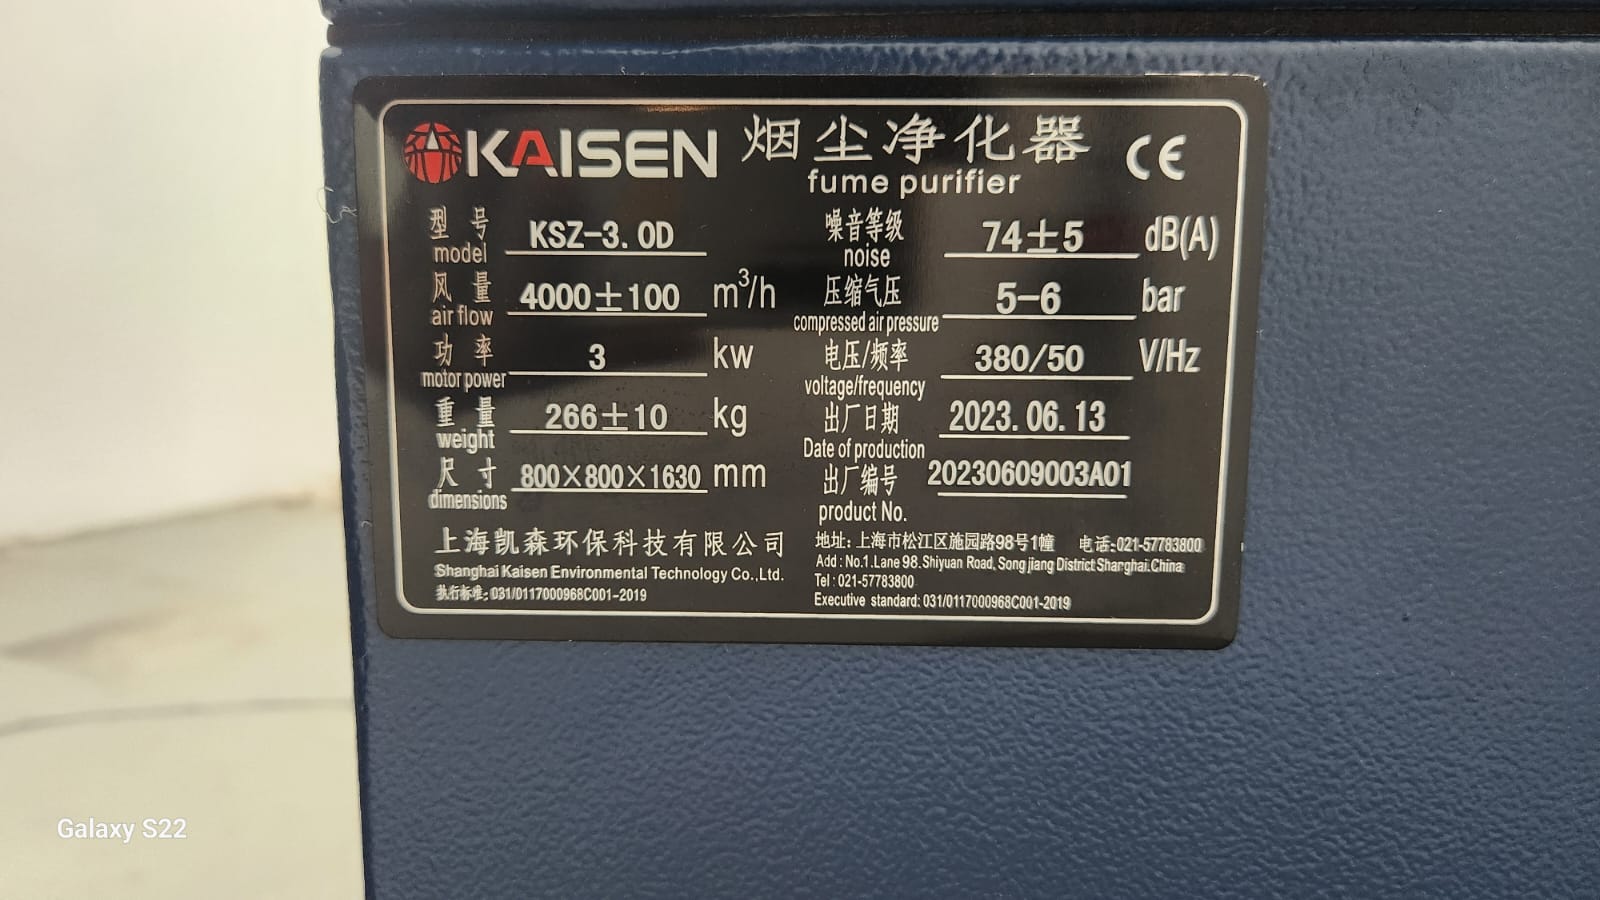 KAISEN 烟尘净化器 CE
fume purifier
型号 KSZ-3.0D
model
风量 4000±100 m³/h
air flow
功率 3 kw
motor power
重量 266±10 kg
weight
尺寸 800×800×1630 mm
dimensions
噪音等级 74±5 dB(A)
noise
压缩气压 5-6 bar
compressed air pressure
电压/频率 380/50 V/Hz
voltage/frequency
出厂日期 2023.06.13
Date of production
出厂编号 20230609003A01
product No.
上海凯森环保科技有限公司
Shanghai Kaisen Environmental Technology Co.,Ltd.
执行标准: 031/0117000968C001-2019
地址: 上海市松江区施园路98号1幢 电话:021-57783800
Add : No.1.Lane 98.Shiyuan Road, Song jiang District Shanghai.China
Tel : 021-57783800
Executive standard: 031/0117000968C001-2019
Galaxy S22